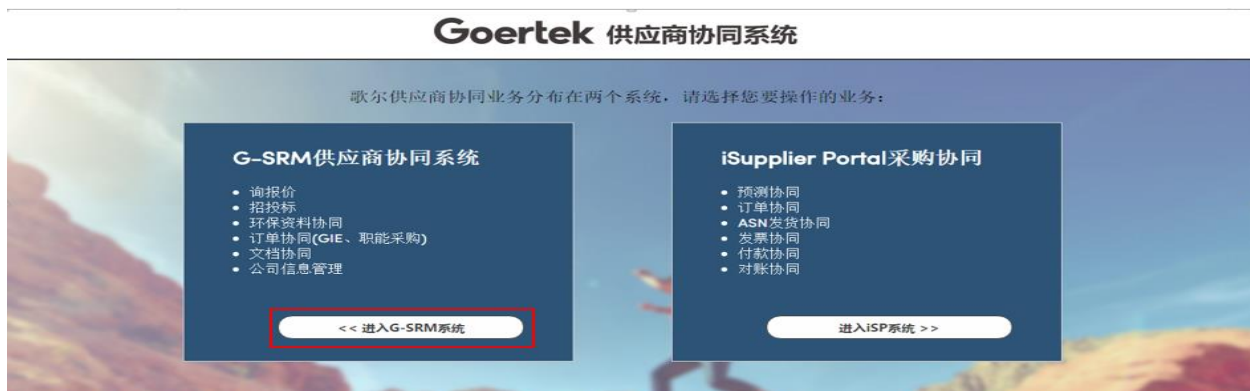 Goertek 供应商协同系统
歌尔供应商协同业务分布在两个系统，请选择您要操作的业务：
G-SRM供应商协同系统
• 询报价
• 招投标
• 环保资料协同
• 订单协同(GIE、职能采购)
• 文档协同
• 公司信息管理
<< 进入G-SRM系统
iSupplier Portal采购协同
• 预测协同
• 订单协同
• ASN发货协同
• 发票协同
• 付款协同
• 对账协同
进入iSP系统 >>